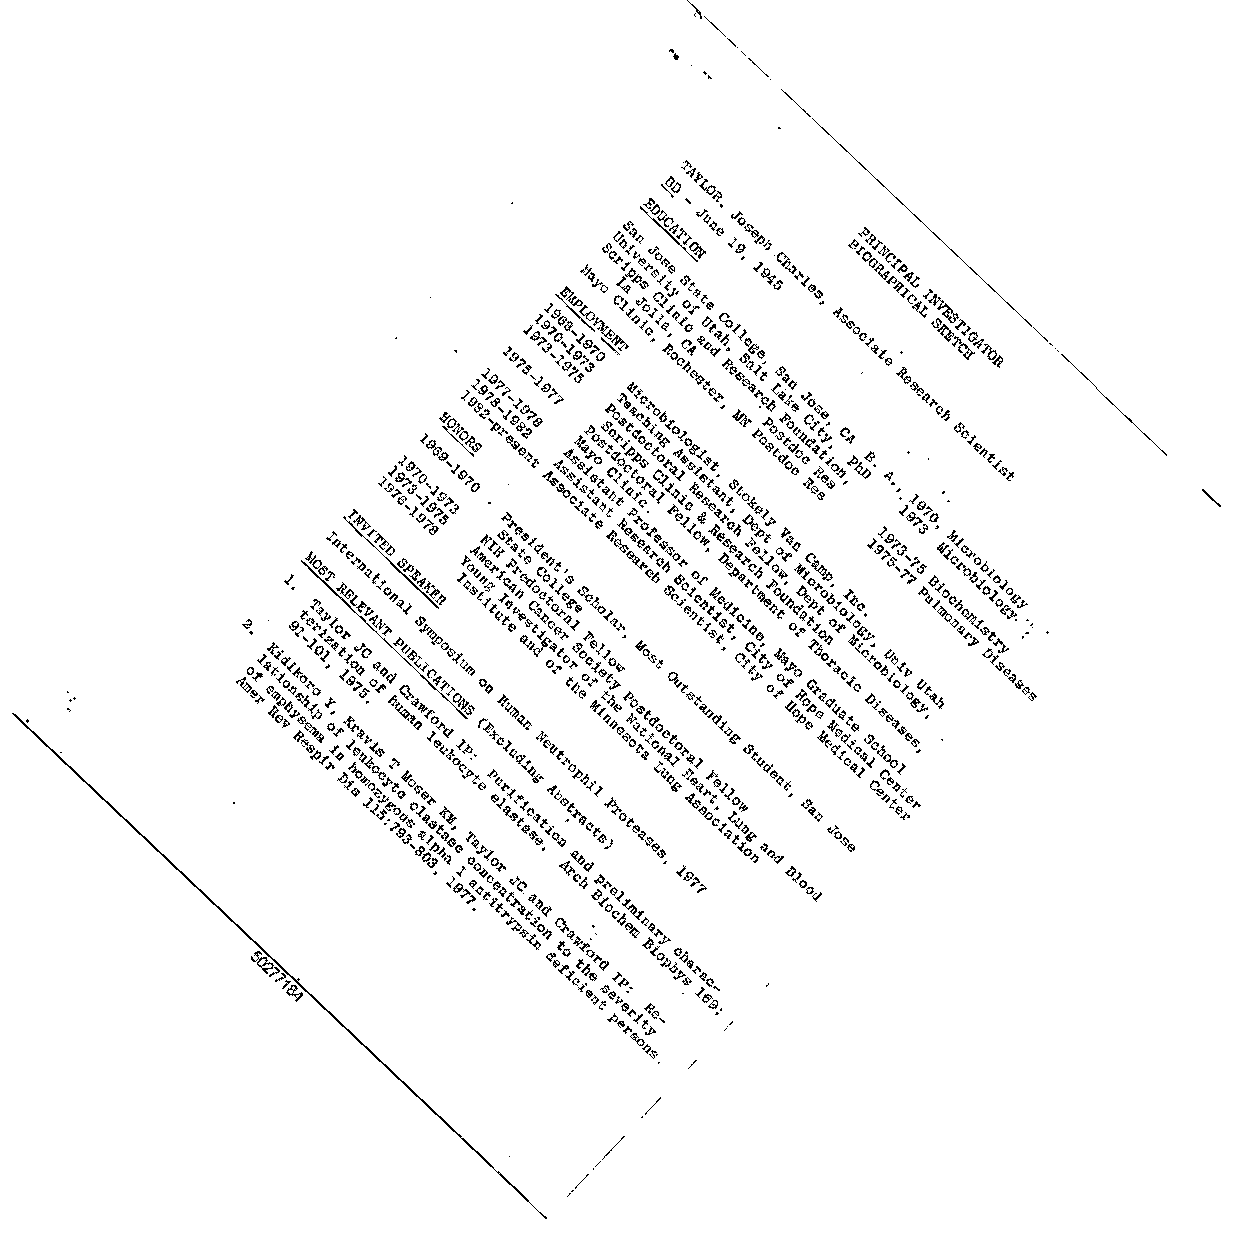 PRINCIPAL INVESTIGATOR
BIOGRAPHICAL SKETCH
TAYLOR, Joseph Charles, Associate Research Scientist
BD - June 19, 1945
EDUCATION
San Jose State College, San Jose, CA B. A., 1970, Microbiology
University of Utah, Salt Lake City, PhD 1973 Microbiology
Scripps Clinic and Research Foundation,
La Jolla, CA Postdoc Res 1973-75 Biochemistry
Mayo Clinic, Rochester, MN Postdoc Res 1975-77 Pulmonary Diseases
EMPLOYMENT
1968-1970 Microbiologist, Stokely Van Camp, Inc.
1970-1973 Teaching Assistant, Dept of Microbiology, Univ Utah
1973-1975 Postdoctoral Research Fellow, Dept of Microbiology,
Scripps Clinic & Research Foundation
1975-1977 Postdoctoral Fellow, Department of Thoracic Diseases,
Mayo Clinic.
1977-1978 Assistant Professor of Medicine, Mayo Graduate School
1978-1982 Assistant Research Scientist, City of Hope Medical Center
1982-present Associate Research Scientist, City of Hope Medical Center
HONORS
1969-1970 President's Scholar, Most Outstanding Student, San Jose
State College
1970-1973 NIH Predoctoral Fellow
1973-1975 American Cancer Society Postdoctoral Fellow
1976-1978 Young Investigator of the National Heart, Lung and Blood
Institute and of the Minnesota Lung Association
INVITED SPEAKER
International Symposium on Human Neutrophil Proteases, 1977
MOST RELEVANT PUBLICATIONS (Excluding Abstracts)
1. Taylor JC and Crawford IP: Purification and preliminary charac-
terization of human leukocyte elastase. Arch Biochem Biophys 169:
92-101, 1975.
2. Kidikoro Y, Kravis T Moser KM, Taylor JC and Crawford IP: Re-
lationship of leukocyte elastase concentration to the severity
of emphysema in homozygous alpha 1 antitrypsin deficient persons.
Amer Rev Respir Dis 115:793-803, 1977.
50277184